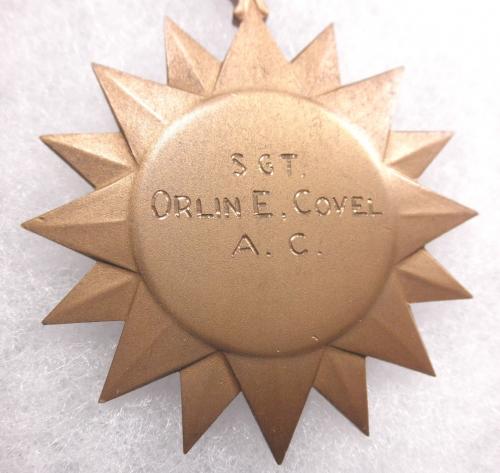 SGT.
ORLIN E. COVEL
A. C.